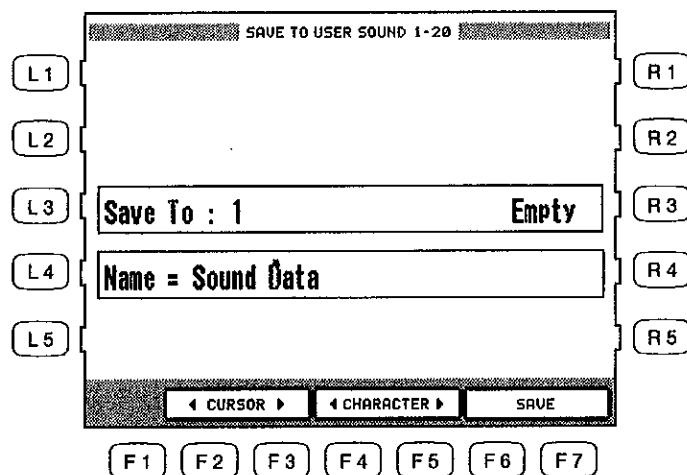 SAVE TO USER SOUND 1-20
L1 R1
L2 R2
L3 Save To : 1 Empty R3
L4 Name = Sound Data R4
L5 R5
◀ CURSOR ▶ ◀ CHARACTER ▶ SAVE
F1 F2 F3 F4 F5 F6 F7